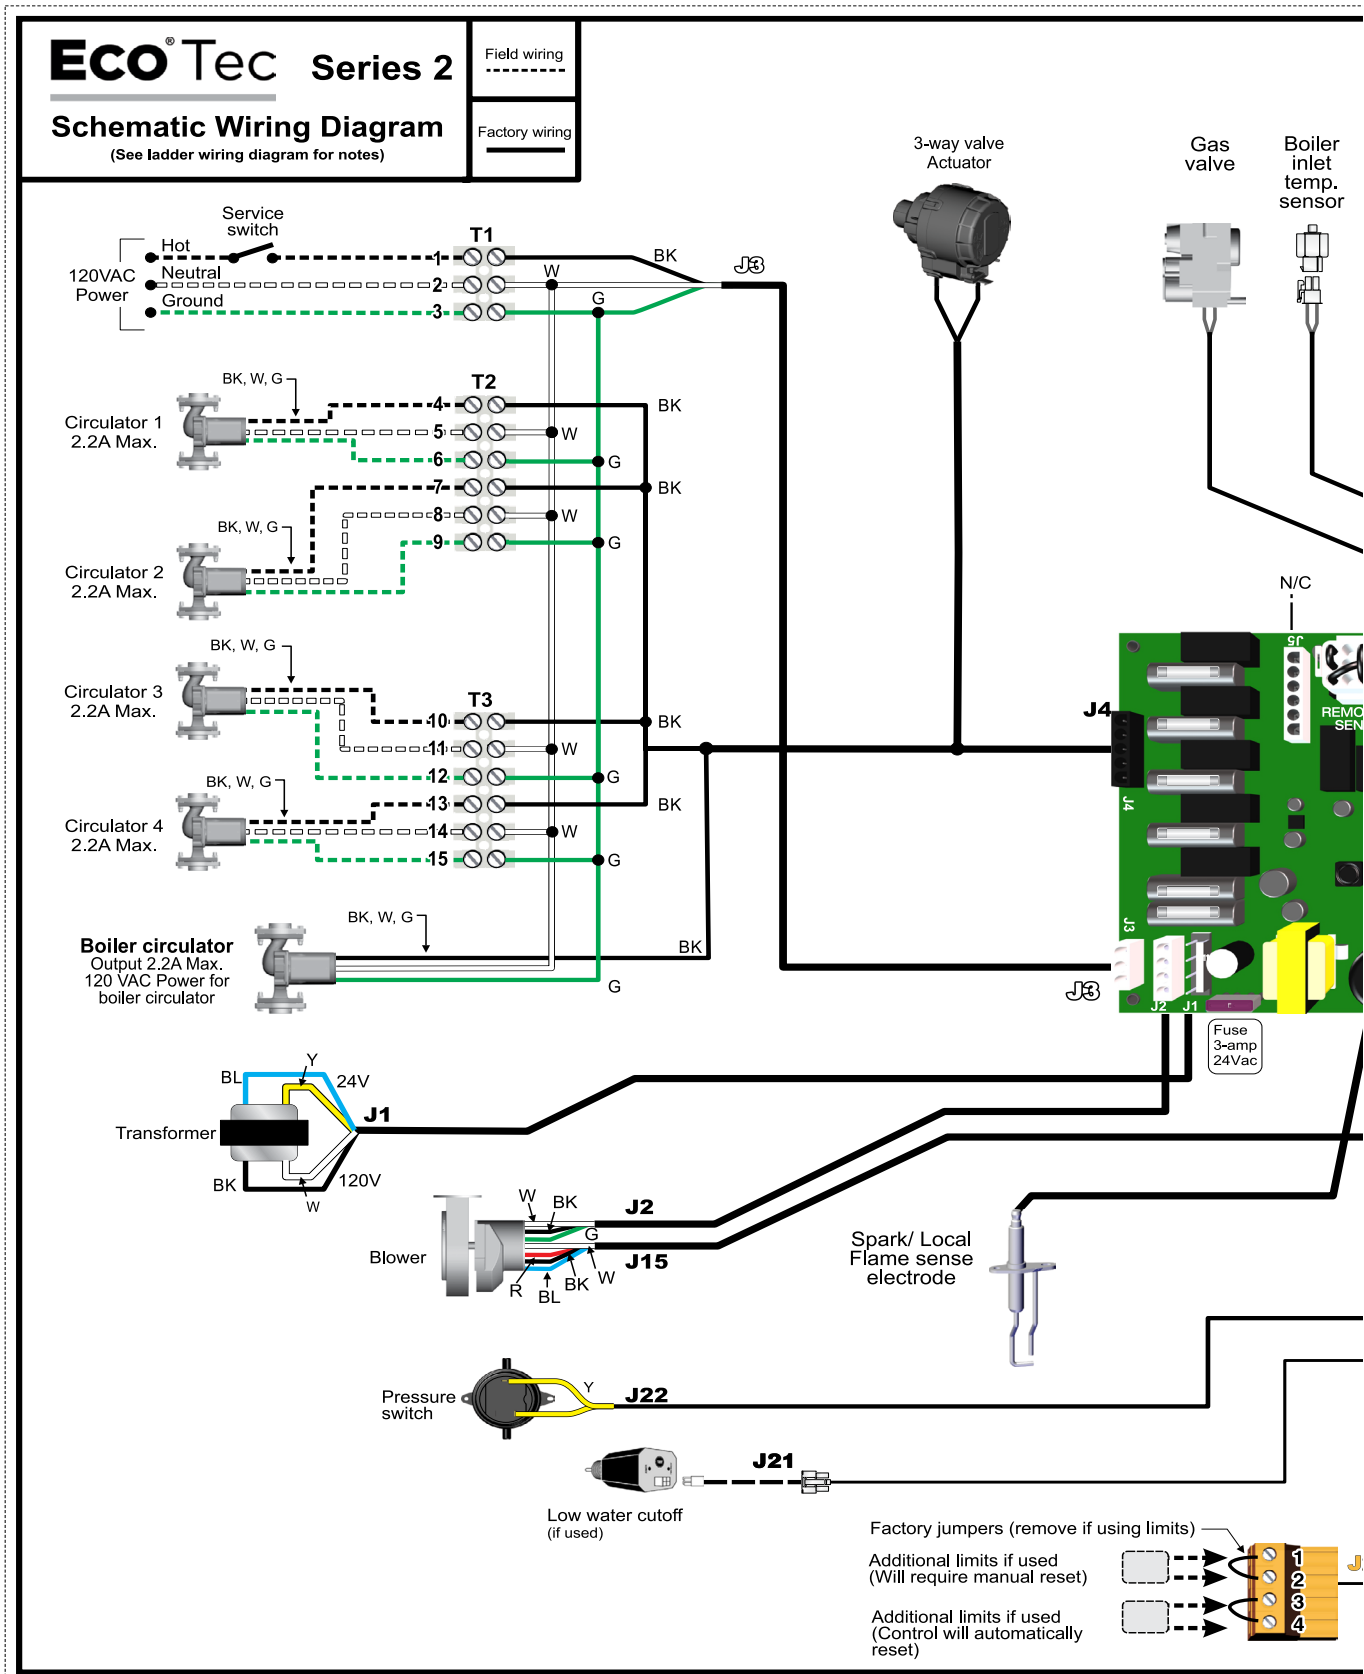 ECO® Tec Series 2
Schematic Wiring Diagram
(See ladder wiring diagram for notes)
Field wiring
Factory wiring
3-way valve
Actuator
Gas
valve
Boiler
inlet
temp.
sensor
Service
switch
Hot
Neutral
Ground
120VAC
Power
T1
1
2
3
BK
W
G
J3
BK, W, G
Circulator 1
2.2A Max.
T2
4
5
6
7
8
9
BK
W
G
BK
W
G
BK, W, G
Circulator 2
2.2A Max.
N/C
J5
BK, W, G
Circulator 3
2.2A Max.
T3
10
11
12
13
14
15
BK
W
G
BK
W
G
J4
J4
BK, W, G
Circulator 4
2.2A Max.
BK, W, G
Boiler circulator
Output 2.2A Max.
120 VAC Power for
boiler circulator
BK
G
J3
J3
J2 J1
Fuse
3-amp
24Vac
Y
BL
24V
Transformer
J1
BK
120V
W
W
BK
J2
G
Blower
J15
R
BL
BK
W
Spark/ Local
Flame sense
electrode
Pressure
switch
Y
J22
J21
Low water cutoff
(if used)
Factory jumpers (remove if using limits)
Additional limits if used
(Will require manual reset)
Additional limits if used
(Control will automatically
reset)
1
2
3
4